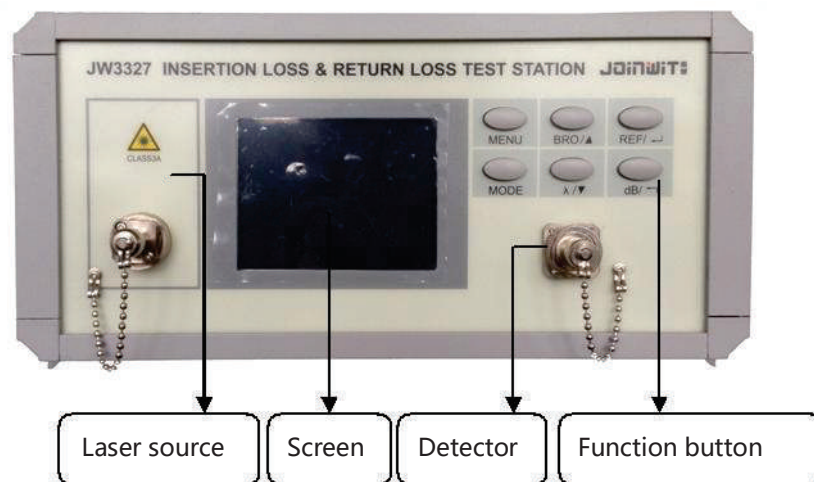 JW3327 INSERTION LOSS & RETURN LOSS TEST STATION JOINWIT
CLASS3A
MENU BRO/▲ REF/ ↵
MODE λ/▼ dB/
Laser source Screen Detector Function button